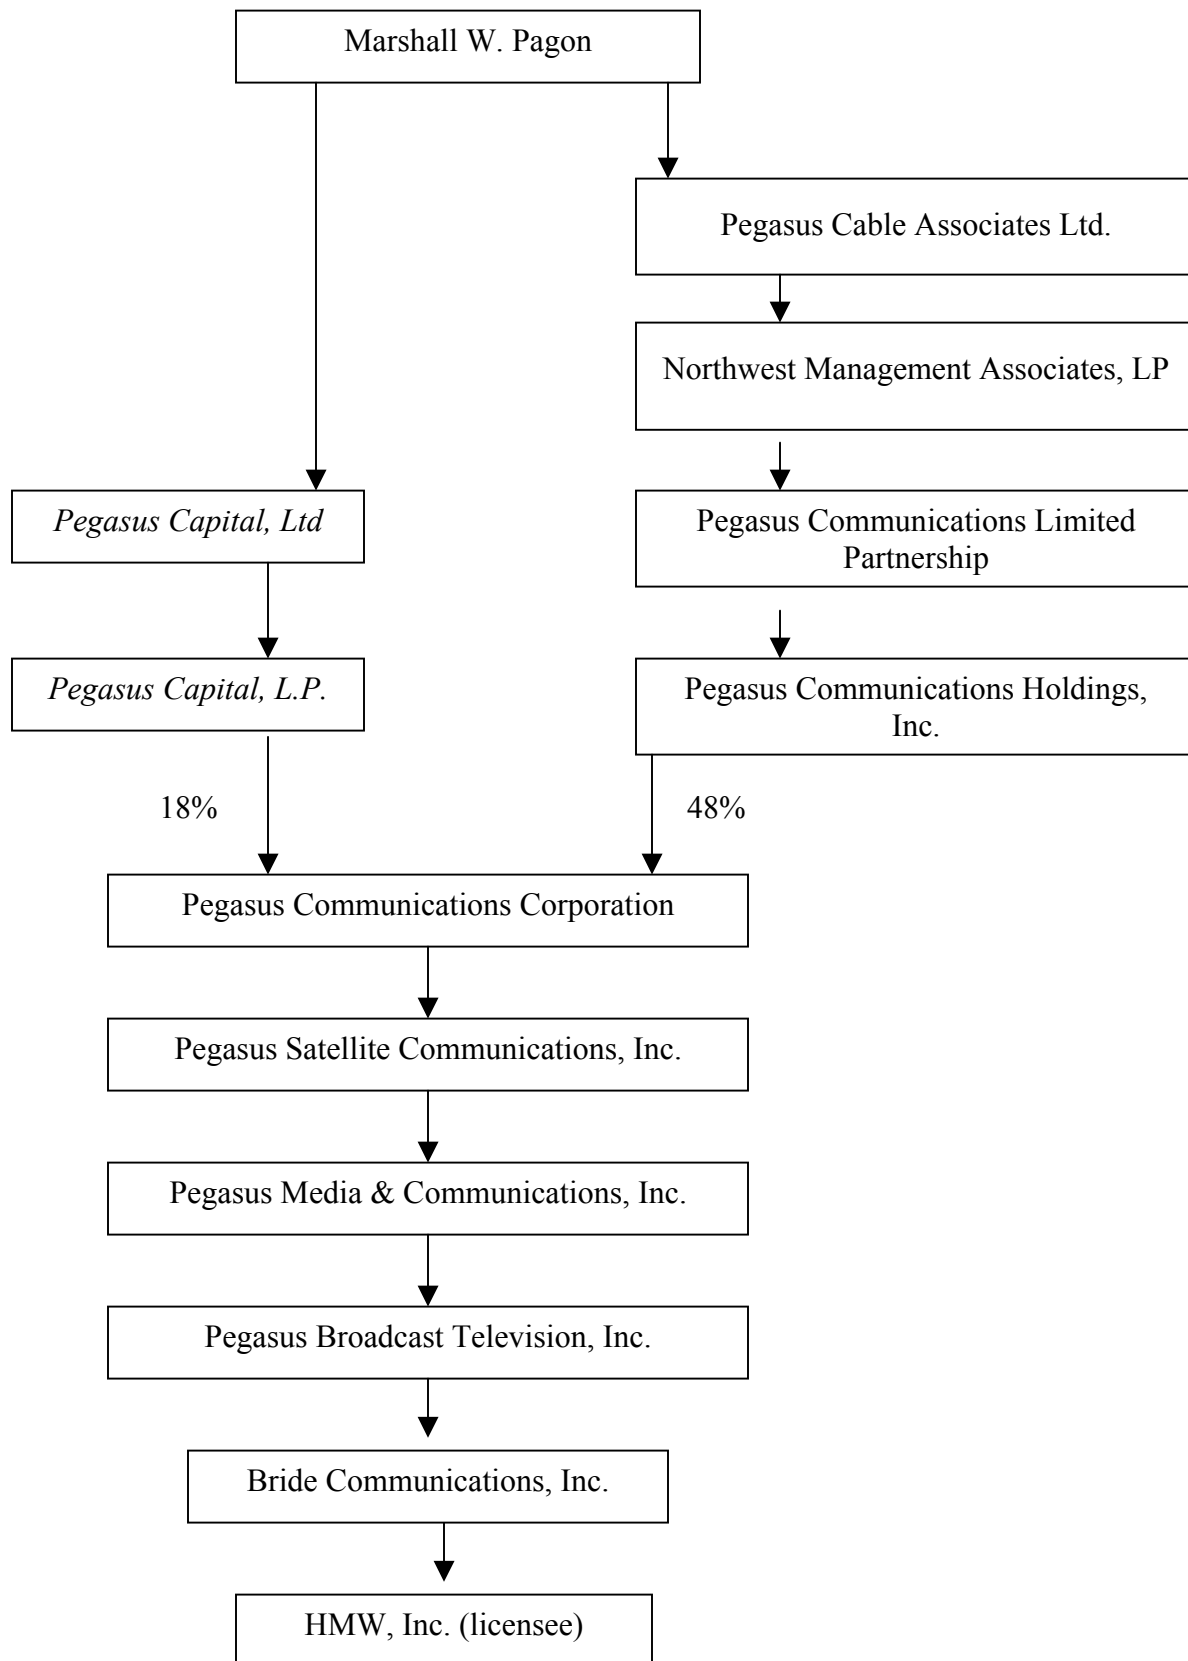 Marshall W. Pagon
Pegasus Cable Associates Ltd.
Northwest Management Associates, LP
Pegasus Capital, Ltd
Pegasus Communications Limited
Partnership
Pegasus Capital, L.P.
Pegasus Communications Holdings,
Inc.
18%
48%
Pegasus Communications Corporation
Pegasus Satellite Communications, Inc.
Pegasus Media & Communications, Inc.
Pegasus Broadcast Television, Inc.
Bride Communications, Inc.
HMW, Inc. (licensee)